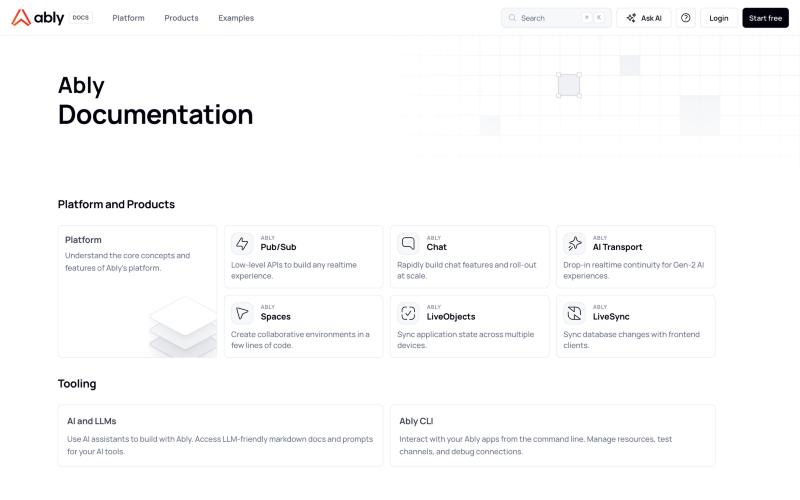 ably DOCS Platform Products Examples Search ⌘ K Ask AI Login Start free
Ably
Documentation
Platform and Products
Platform
Understand the core concepts and
features of Ably's platform.
ABLY
Pub/Sub
Low-level APIs to build any realtime
experience.
ABLY
Chat
Rapidly build chat features and roll-out
at scale.
ABLY
AI Transport
Drop-in realtime continuity for Gen-2 AI
experiences.
ABLY
Spaces
Create collaborative environments in a
few lines of code.
ABLY
LiveObjects
Sync application state across multiple
devices.
ABLY
LiveSync
Sync database changes with frontend
clients.
Tooling
AI and LLMs
Use AI assistants to build with Ably. Access LLM-friendly markdown docs and prompts
for your AI tools.
Ably CLI
Interact with your Ably apps from the command line. Manage resources, test
channels, and debug connections.